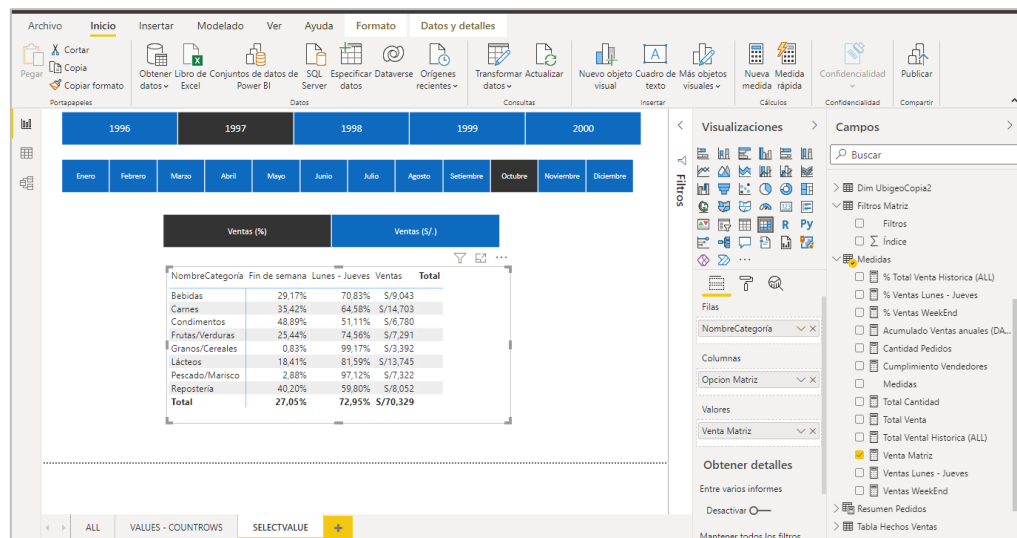 Archivo Inicio Insertar Modelado Ver Ayuda Formato Datos y detalles
Pegar
Cortar
Copia
Copiar formato
Portapapeles
Obtener datos
Libro de Excel
Conjuntos de datos de Power BI
SQL Server
Especificar datos
Dataverse
Orígenes recientes
Datos
Transformar datos
Actualizar
Consultas
Nuevo objeto visual
Cuadro de texto
Más objetos visuales
Insertar
Nueva medida
Medida rápida
Cálculos
Confidencialidad
Confidencialidad
Publicar
Compartir
1996 1997 1998 1999 2000
Enero Febrero Marzo Abril Mayo Junio Julio Agosto Setiembre Octubre Noviembre Diciembre
Ventas (%) Ventas (S/.)
NombreCategoría Fin de semana Lunes - Jueves Ventas Total
Bebidas 29,17% 70,83% S/9,043
Carnes 35,42% 64,58% S/14,703
Condimentos 48,89% 51,11% S/6,780
Frutas/Verduras 25,44% 74,56% S/7,291
Granos/Cereales 0,83% 99,17% S/3,392
Lácteos 18,41% 81,59% S/13,745
Pescado/Marisco 2,88% 97,12% S/7,322
Repostería 40,20% 59,80% S/8,052
Total 27,05% 72,95% S/70,329
ALL VALUES - COUNTROWS SELECTVALUE
Filtros
Visualizaciones
R Py
Filas
NombreCategoría
Columnas
Opcion Matriz
Valores
Venta Matriz
Obtener detalles
Entre varios informes
Desactivar
Mantener todos los filtros
Campos
Buscar
Dim UbigeoCopia2
Filtros Matriz
Filtros
Índice
Medidas
% Total Venta Historica (ALL)
% Ventas Lunes - Jueves
% Ventas WeekEnd
Acumulado Ventas anuales (DA...
Cantidad Pedidos
Cumplimiento Vendedores
Medidas
Total Cantidad
Total Venta
Total Vental Historica (ALL)
Venta Matriz
Ventas Lunes - Jueves
Ventas WeekEnd
Resumen Pedidos
Tabla Hechos Ventas